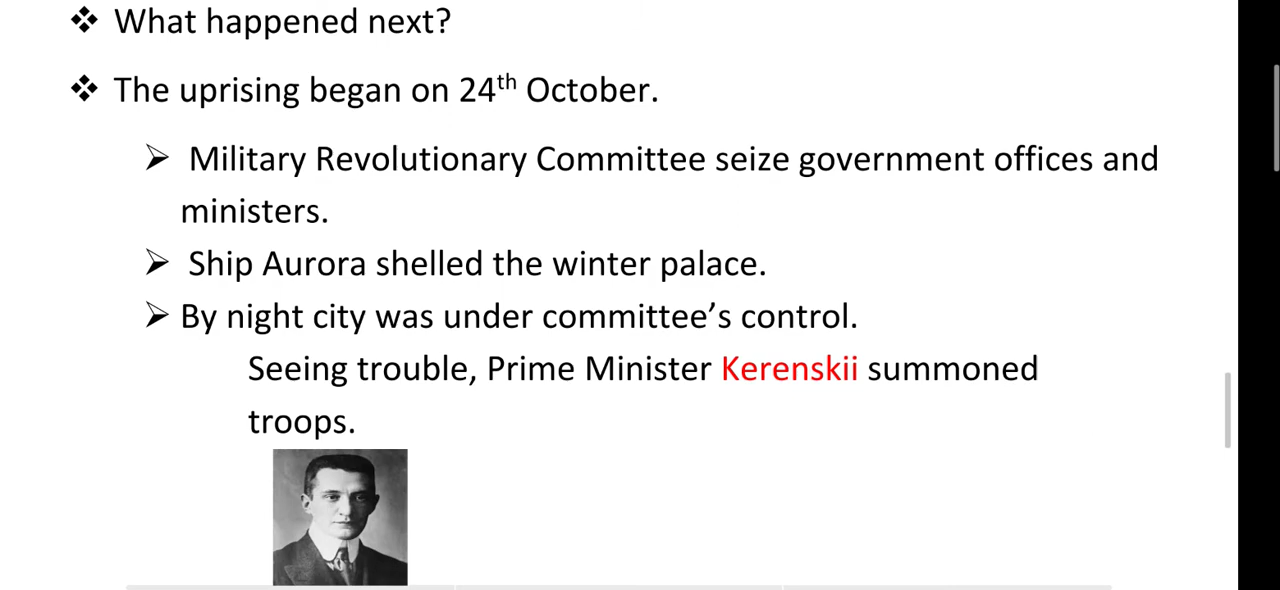 ❖ What happened next?
❖ The uprising began on 24th October.
➢ Military Revolutionary Committee seize government offices and
ministers.
➢ Ship Aurora shelled the winter palace.
➢ By night city was under committee’s control.
Seeing trouble, Prime Minister Kerenskii summoned
troops.